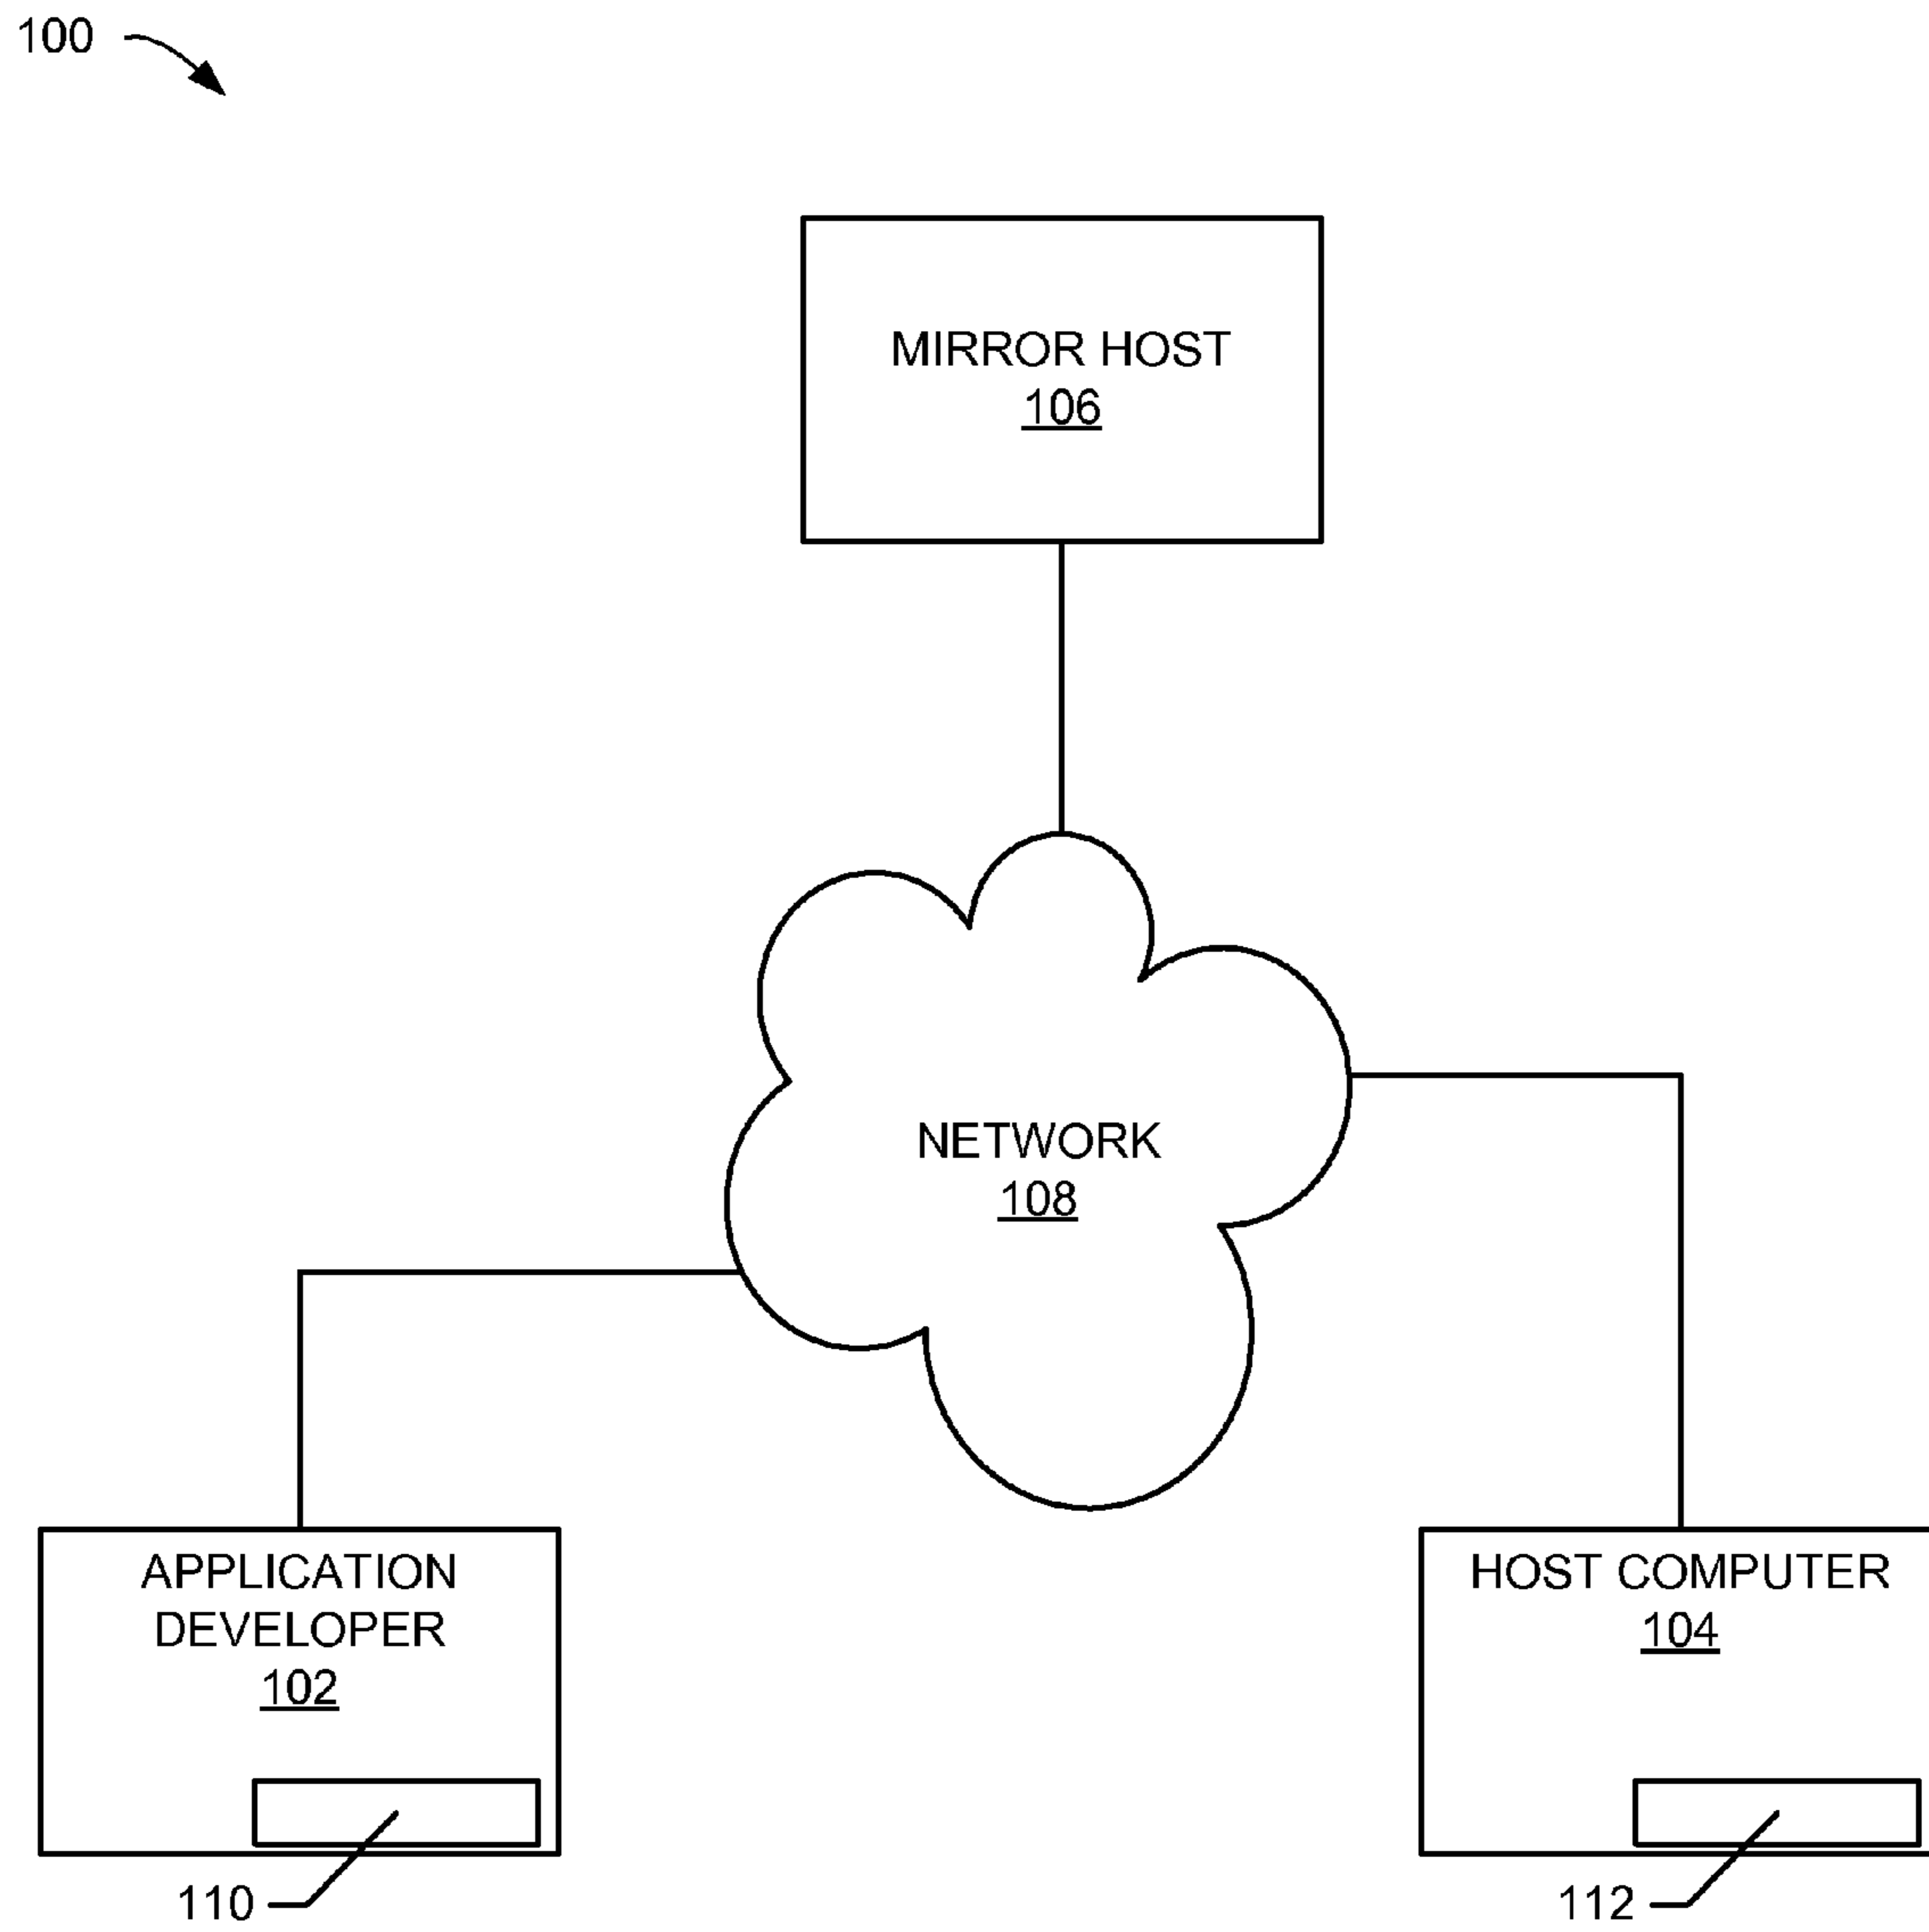 100
MIRROR HOST
106
NETWORK
108
APPLICATION
DEVELOPER
102
HOST COMPUTER
104
110
112